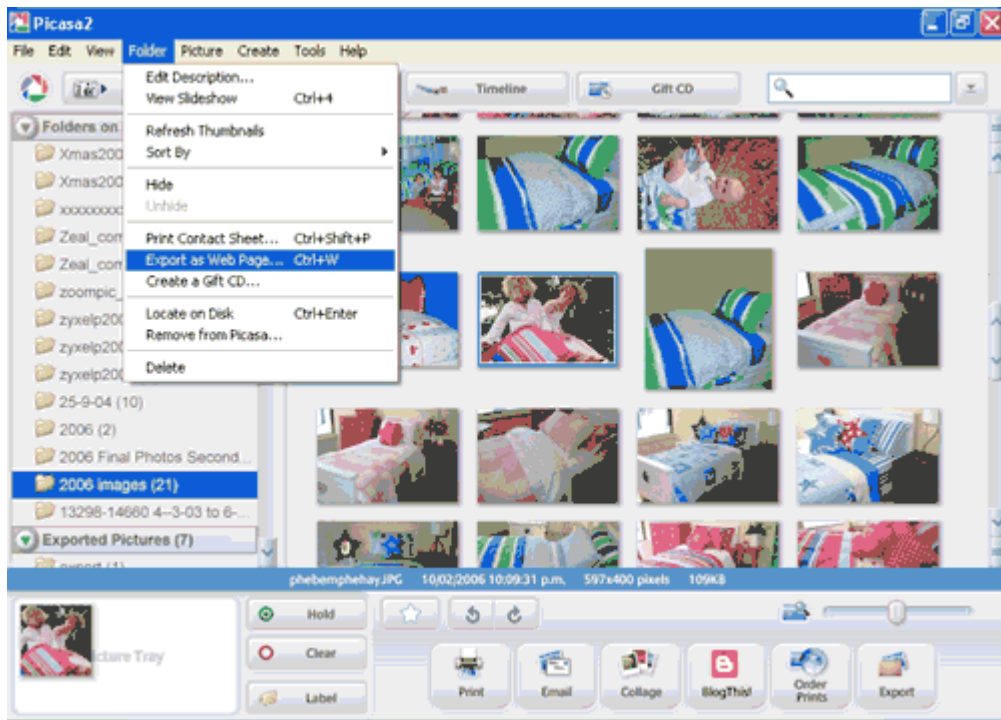 Picasa2
File Edit View Folder Picture Create Tools Help
Edit Description...
View Slideshow Ctrl+4
Refresh Thumbnails
Sort By
Hide
Unhide
Print Contact Sheet... Ctrl+Shift+P
Export as Web Page... Ctrl+W
Create a Gift CD...
Locate on Disk Ctrl+Enter
Remove from Picasa...
Delete
Timeline
Gift CD
Folders on
Xmas200
Xmas200
Zeal_com
Zeal_com
zoompic_
zyxelp200
zyxelp200
zyxelp200
25-9-04 (10)
2006 (2)
2006 Final Photos Second...
2006 images (21)
13298-14660 4--3-03 to 6-...
Exported Pictures (7)
export (1)
phebemphehay.JPG 10/02/2006 10:09:31 p.m. 597x400 pixels 109KB
icture Tray
Hold
Clear
Label
Print
Email
Collage
BlogThis!
Order
Prints
Export